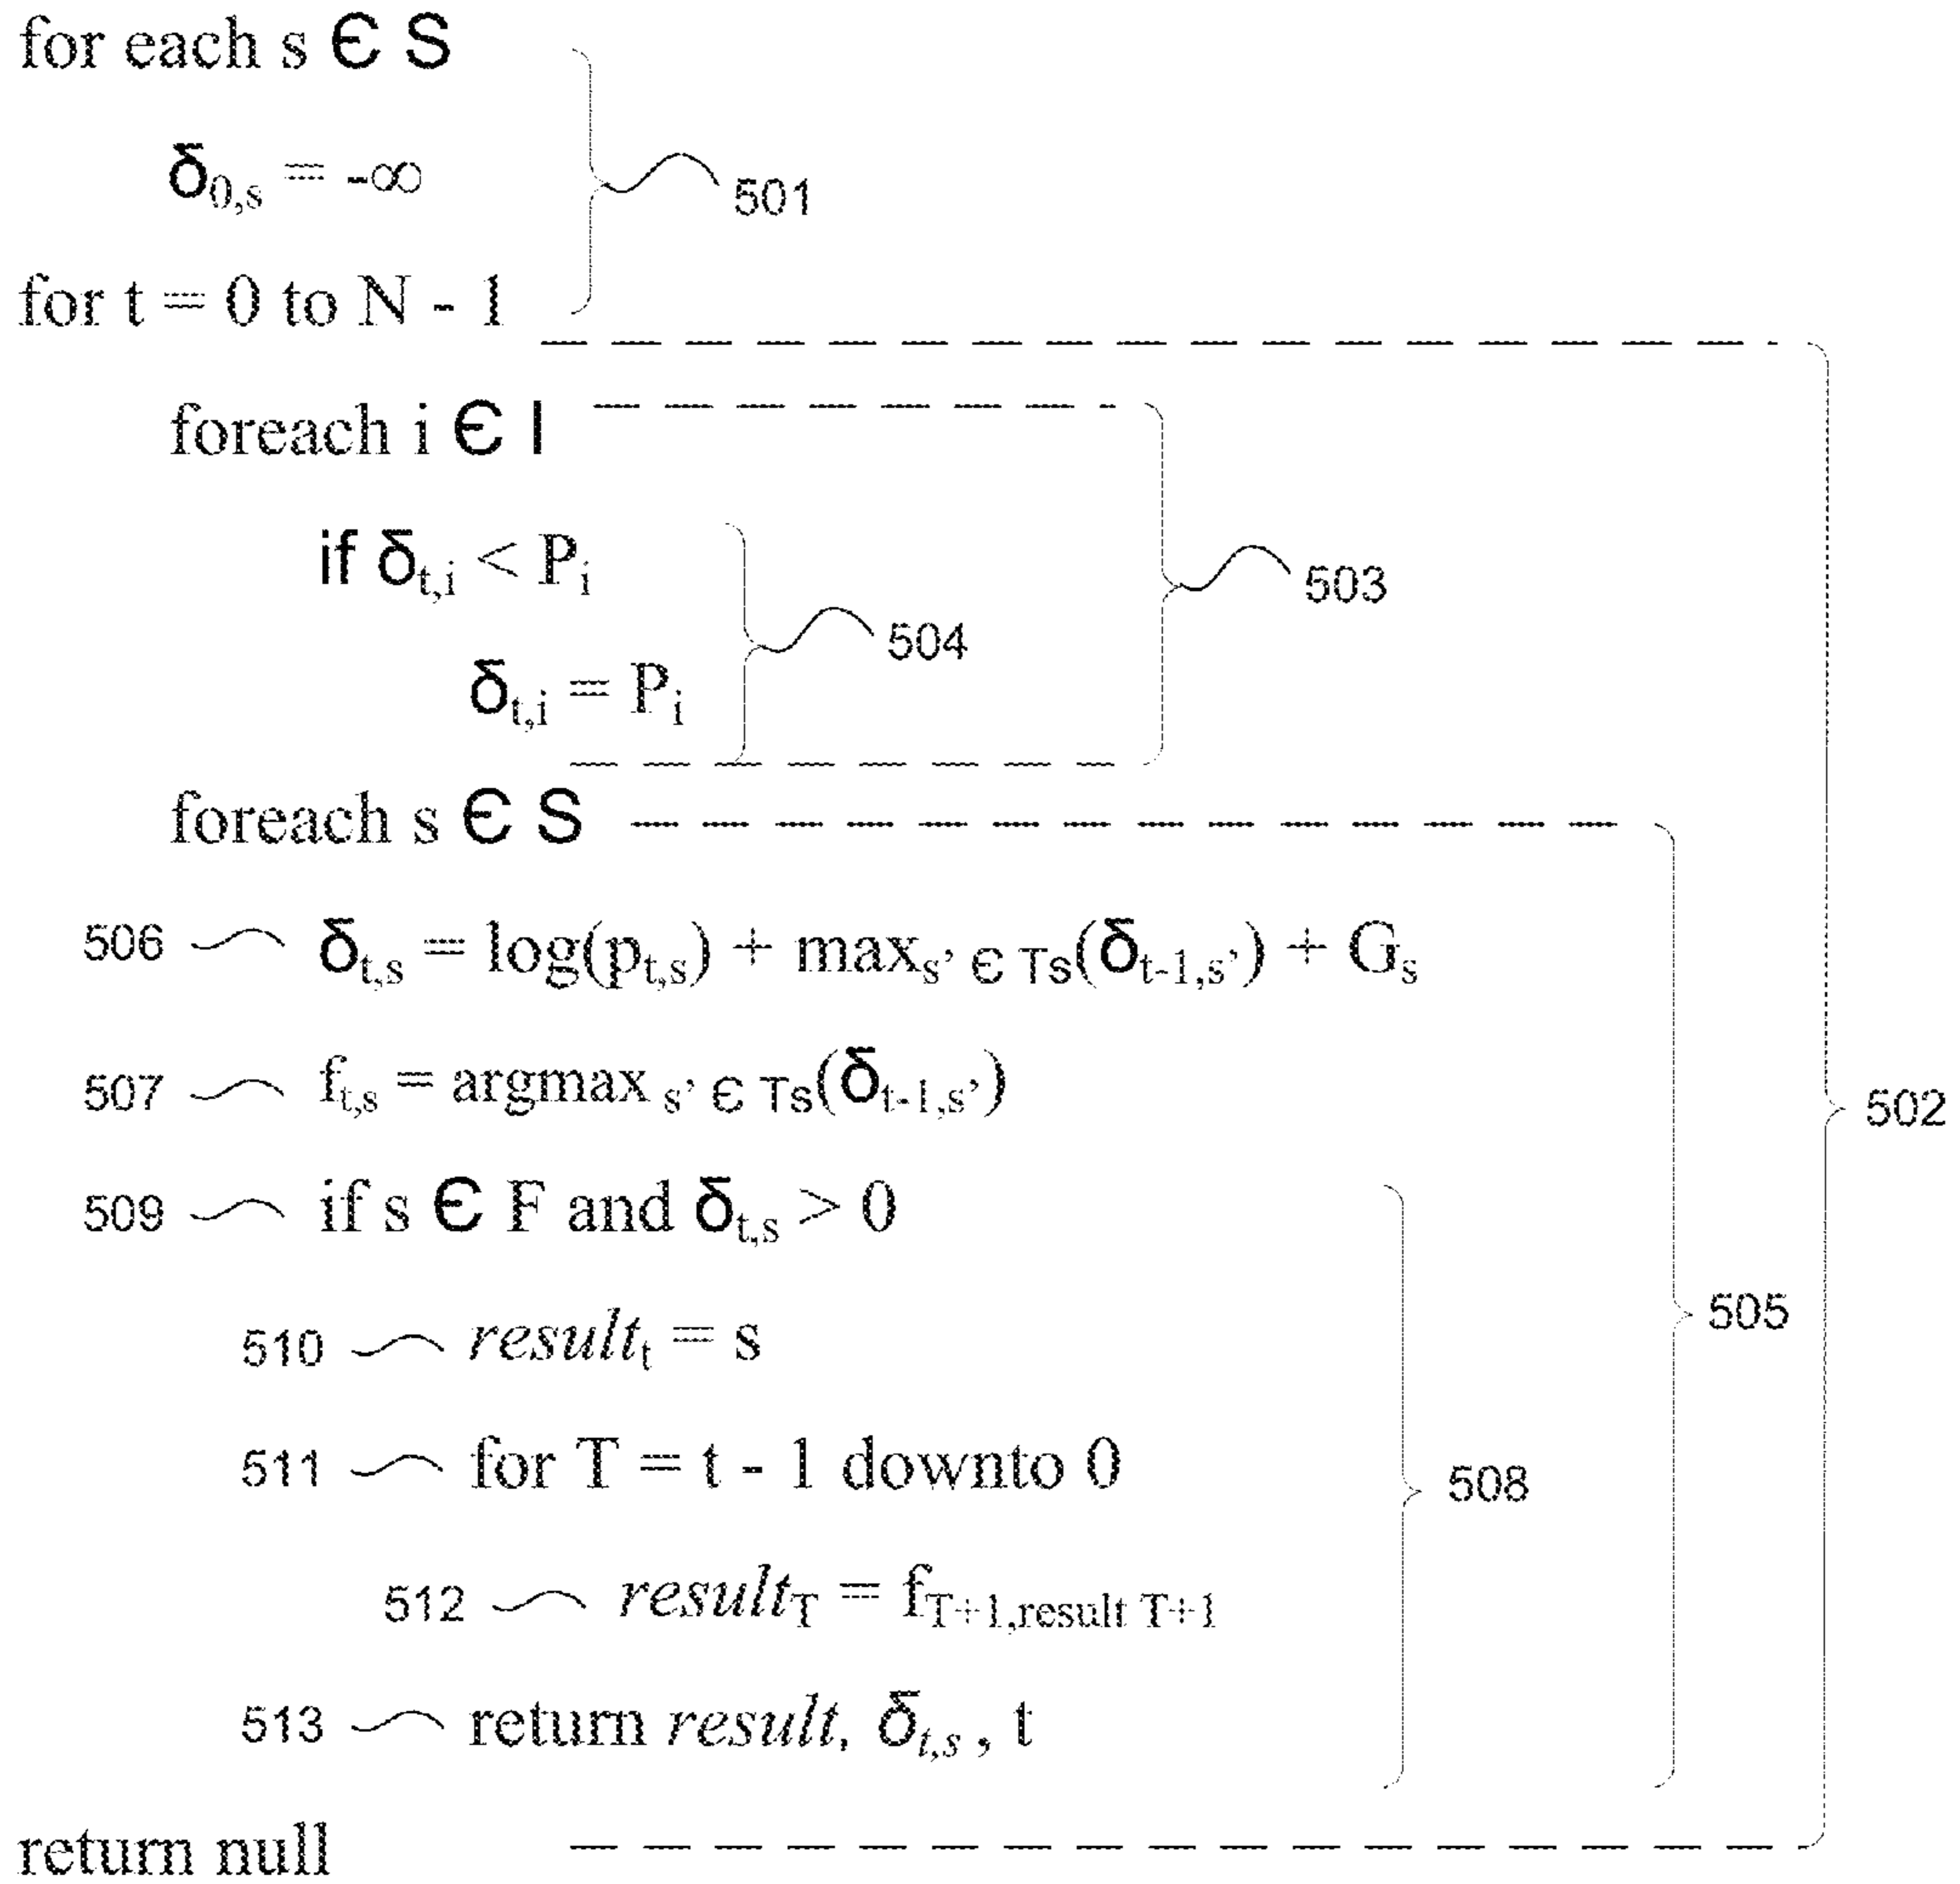 for each s Є S
δ0,s = -∞
501
for t = 0 to N - 1
foreach i Є I
if δt,i < Pi
503
504
δt,i = Pi
foreach s Є S
506 δt,s = log(pt,s) + maxs’ Є Ts(δt-1,s’) + Gs
507 ft,s = argmax s’ Є Ts(δt-1,s’)
502
509 if s Є F and δt,s > 0
505
510 resultt = s
511 for T = t - 1 downto 0
508
512 resultT = fT+1,result T+1
513 return result, δt,s , t
return null